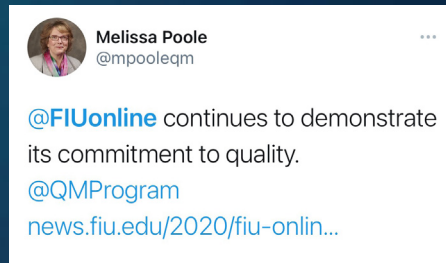 Melissa Poole
@mpooleqm
@FIUonline continues to demonstrate
its commitment to quality.
@QMProgram
news.fiu.edu/2020/fiu-onlin...